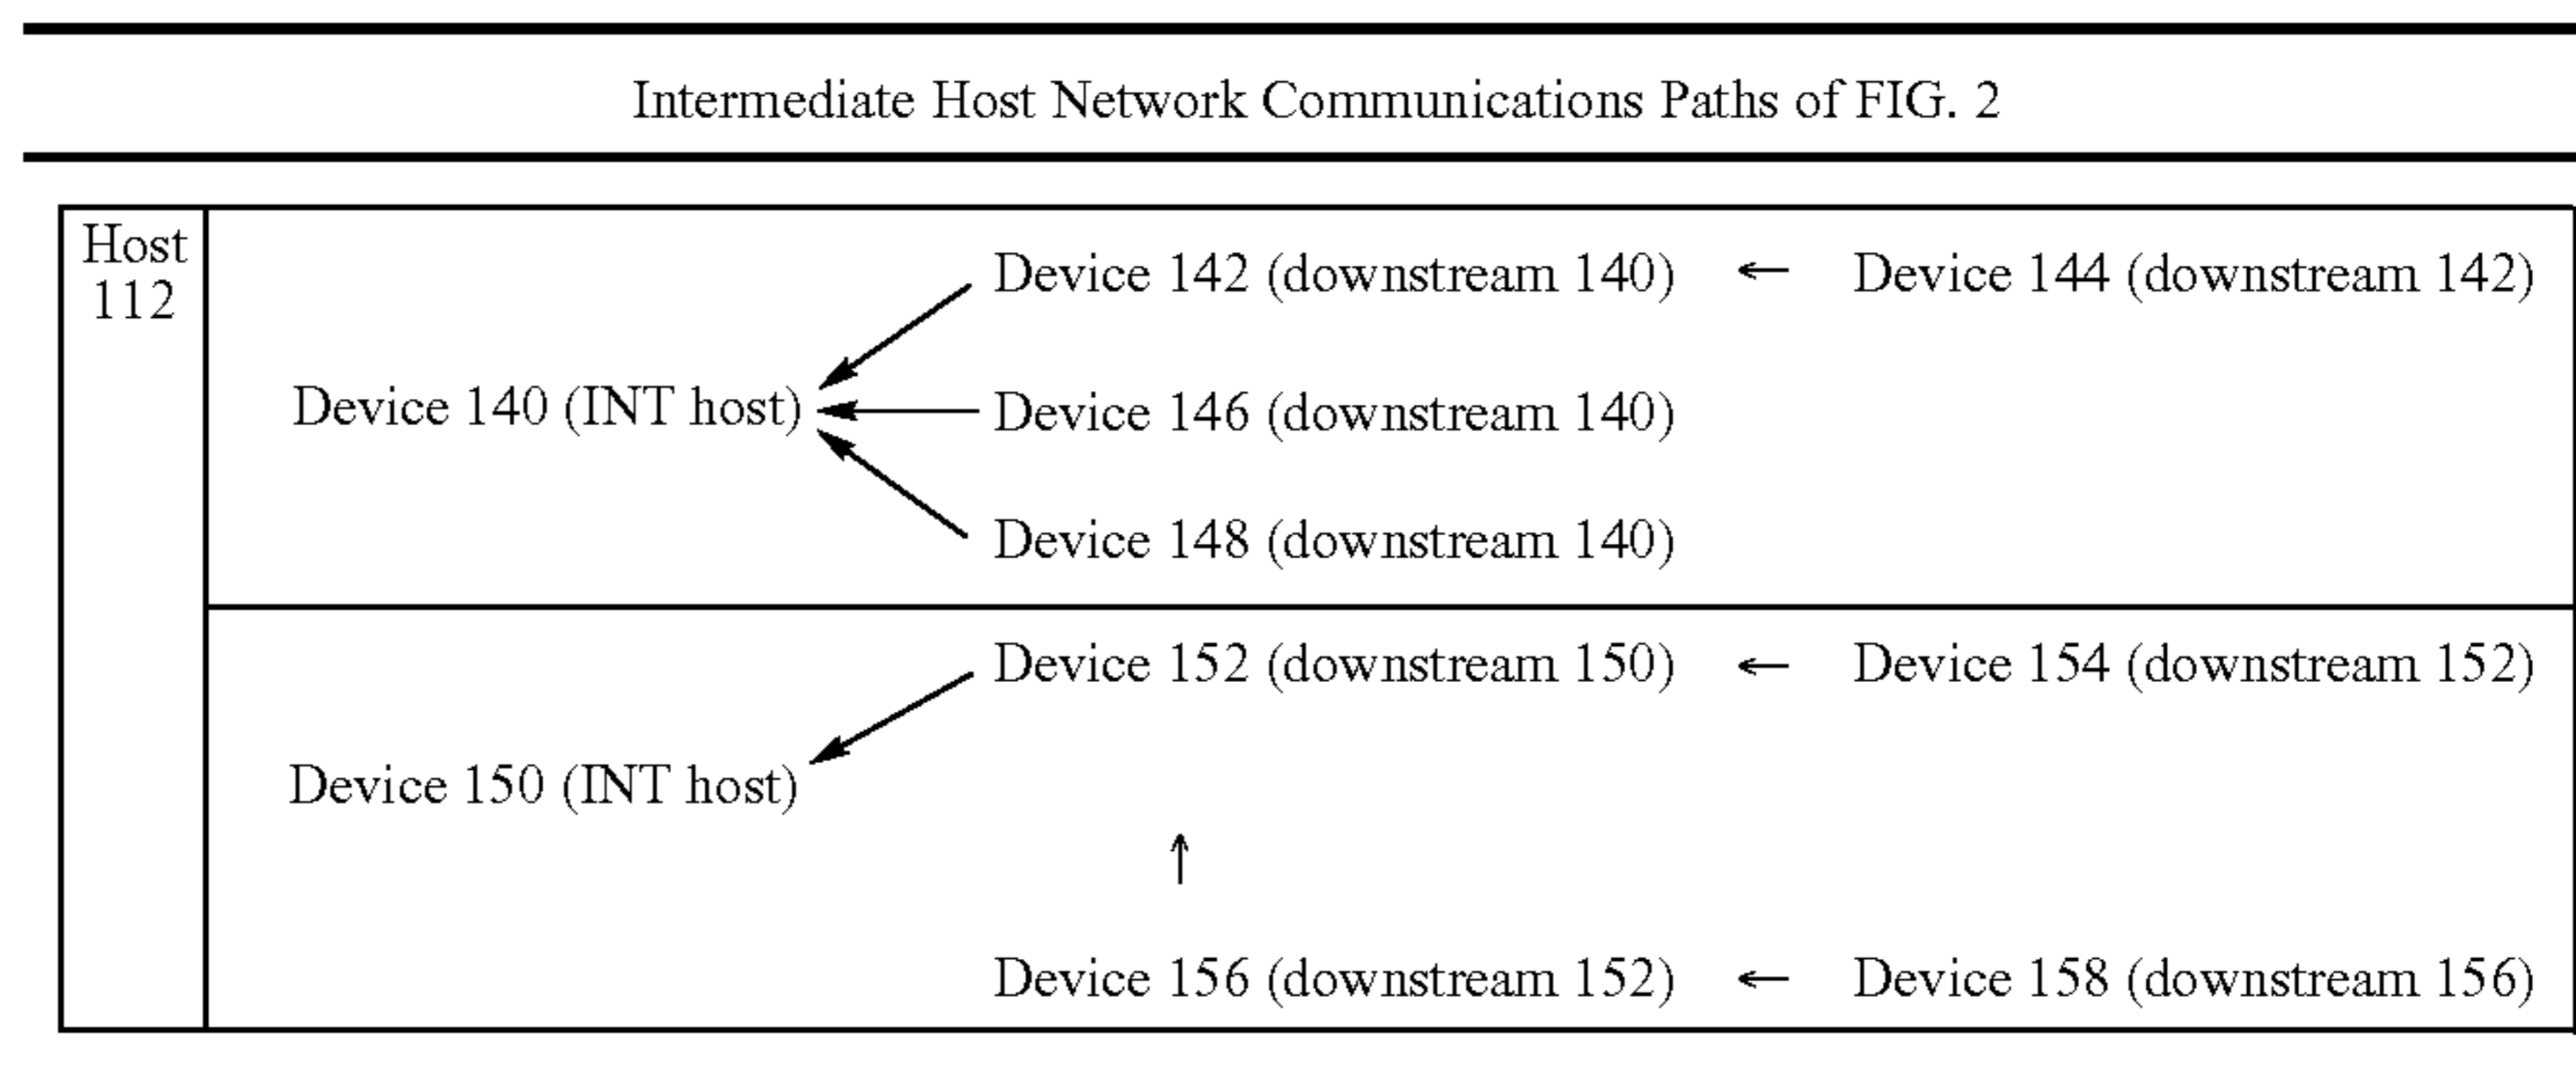 Intermediate Host Network Communications Paths of FIG. 2
Host
112
Device 142 (downstream 140) ← Device 144 (downstream 142)
Device 140 (INT host)
Device 146 (downstream 140)
Device 148 (downstream 140)
Device 152 (downstream 150) ← Device 154 (downstream 152)
Device 150 (INT host)
↑
Device 156 (downstream 152) ← Device 158 (downstream 156)